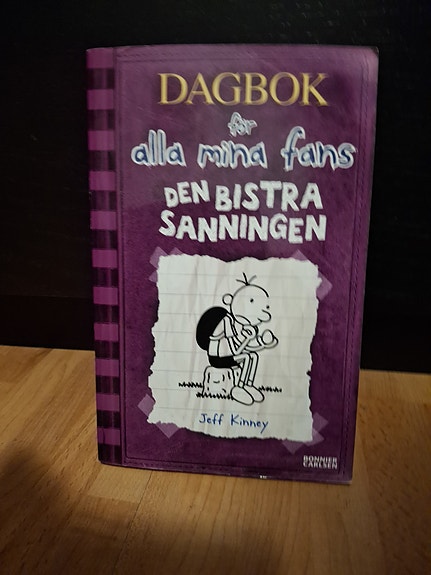 DAGBOK
för
alla mina fans
DEN BISTRA
SANNINGEN
Jeff Kinney
BONNIER
CARLSEN